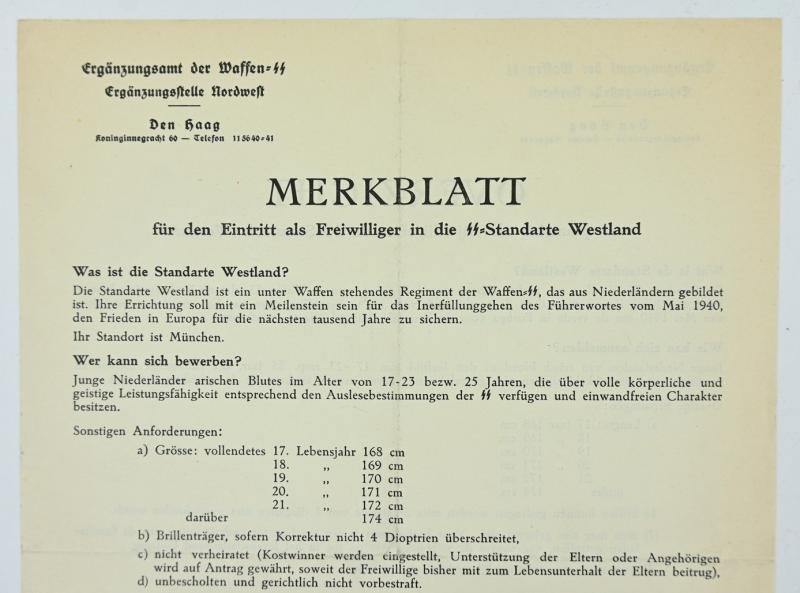 Ergänzungsamt der Waffen-SS
Ergänzungsstelle Nordwest
Den Haag
Koninginnegracht 60 — Telefon 115640-41
MERKBLATT
für den Eintritt als Freiwilliger in die SS-Standarte Westland
Was ist die Standarte Westland?
Die Standarte Westland ist ein unter Waffen stehendes Regiment der Waffen-SS, das aus Niederländern gebildet
ist. Ihre Errichtung soll mit ein Meilenstein sein für das Inerfüllunggehen des Führerwortes vom Mai 1940,
den Frieden in Europa für die nächsten tausend Jahre zu sichern.
Ihr Standort ist München.
Wer kann sich bewerben?
Junge Niederländer arischen Blutes im Alter von 17-23 bezw. 25 Jahren, die über volle körperliche und
geistige Leistungsfähigkeit entsprechend den Auslesebestimmungen der SS verfügen und einwandfreien Charakter
besitzen.
Sonstigen Anforderungen:
a) Grösse: vollendetes 17. Lebensjahr 168 cm
18. „ 169 cm
19. „ 170 cm
20. „ 171 cm
21. „ 172 cm
darüber 174 cm
b) Brillenträger, sofern Korrektur nicht 4 Dioptrien überschreitet,
c) nicht verheiratet (Kostwinner werden eingestellt, Unterstützung der Eltern oder Angehörigen
wird auf Antrag gewährt, soweit der Freiwillige bisher mit zum Lebensunterhalt der Eltern beitrug),
d) unbescholten und gerichtlich nicht vorbestraft.